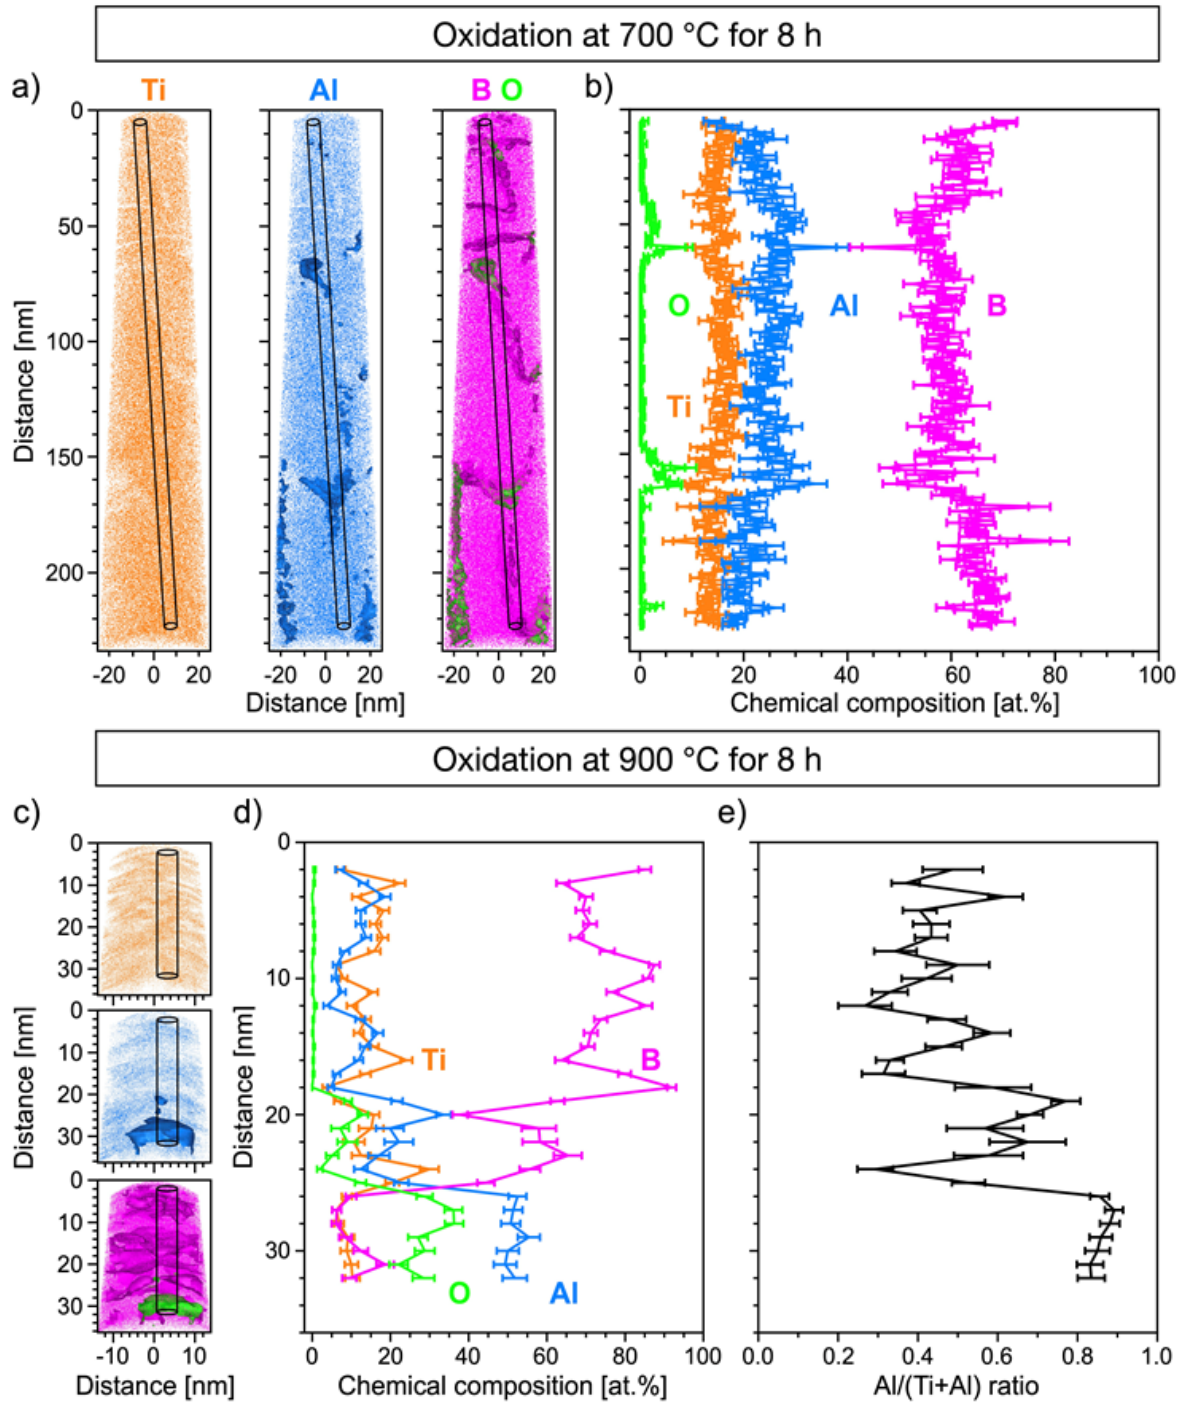 Oxidation at 700 °C for 8 h
a) Ti Al B O b)
0
50
100
150
200
Distance [nm]
-20 0 20 -20 0 20 -20 0 20
Distance [nm]
O Al B
Ti
0 20 40 60 80 100
Chemical composition [at.%]
Oxidation at 900 °C for 8 h
c) d) e)
0
10
20
30
Distance [nm]
0
10
20
30
Distance [nm]
0
10
20
30
-10 0 10
Distance [nm]
0
10
20
30
Distance [nm]
Ti B
O Al
0 20 40 60 80 100
Chemical composition [at.%]
0.0 0.2 0.4 0.6 0.8 1.0
Al/(Ti+Al) ratio